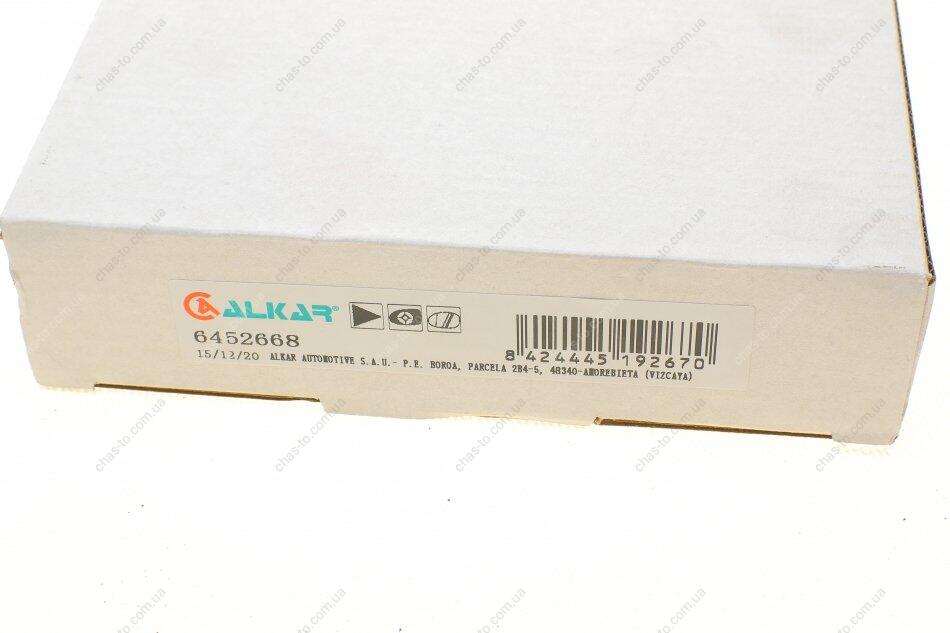 ALKAR®
6452668
8 424445 192670
15/12/20 ALKAR AUTOMOTIVE S.A.U.- P.E. BOROA, PARCELA 2B4-5, 48340-AMOREBIETA (VIZCAYA)
chas-to.com.ua